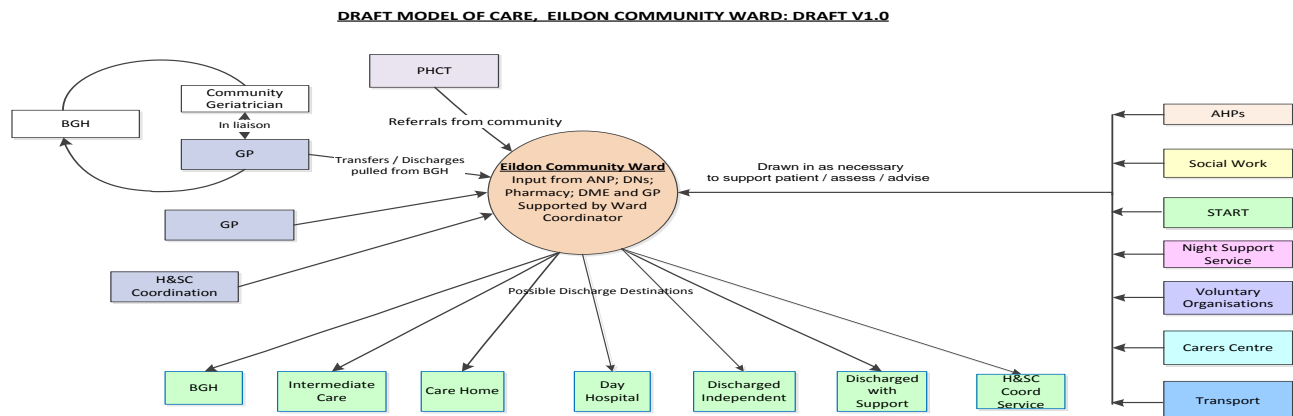 DRAFT MODEL OF CARE, EILDON COMMUNITY WARD: DRAFT V1.0
PHCT
Community
Geriatrician
BGH
In liaison
GP
Referrals from community
Transfers / Discharges
pulled from BGH
Eildon Community Ward
Input from ANP; DNs;
Pharmacy; DME and GP
Supported by Ward
Coordinator
Drawn in as necessary
to support patient / assess / advise
GP
H&SC
Coordination
AHPs
Social Work
START
Night Support
Service
Voluntary
Organisations
Carers Centre
Transport
Possible Discharge Destinations
BGH
Intermediate
Care
Care Home
Day
Hospital
Discharged
Independent
Discharged
with
Support
H&SC
Coord
Service